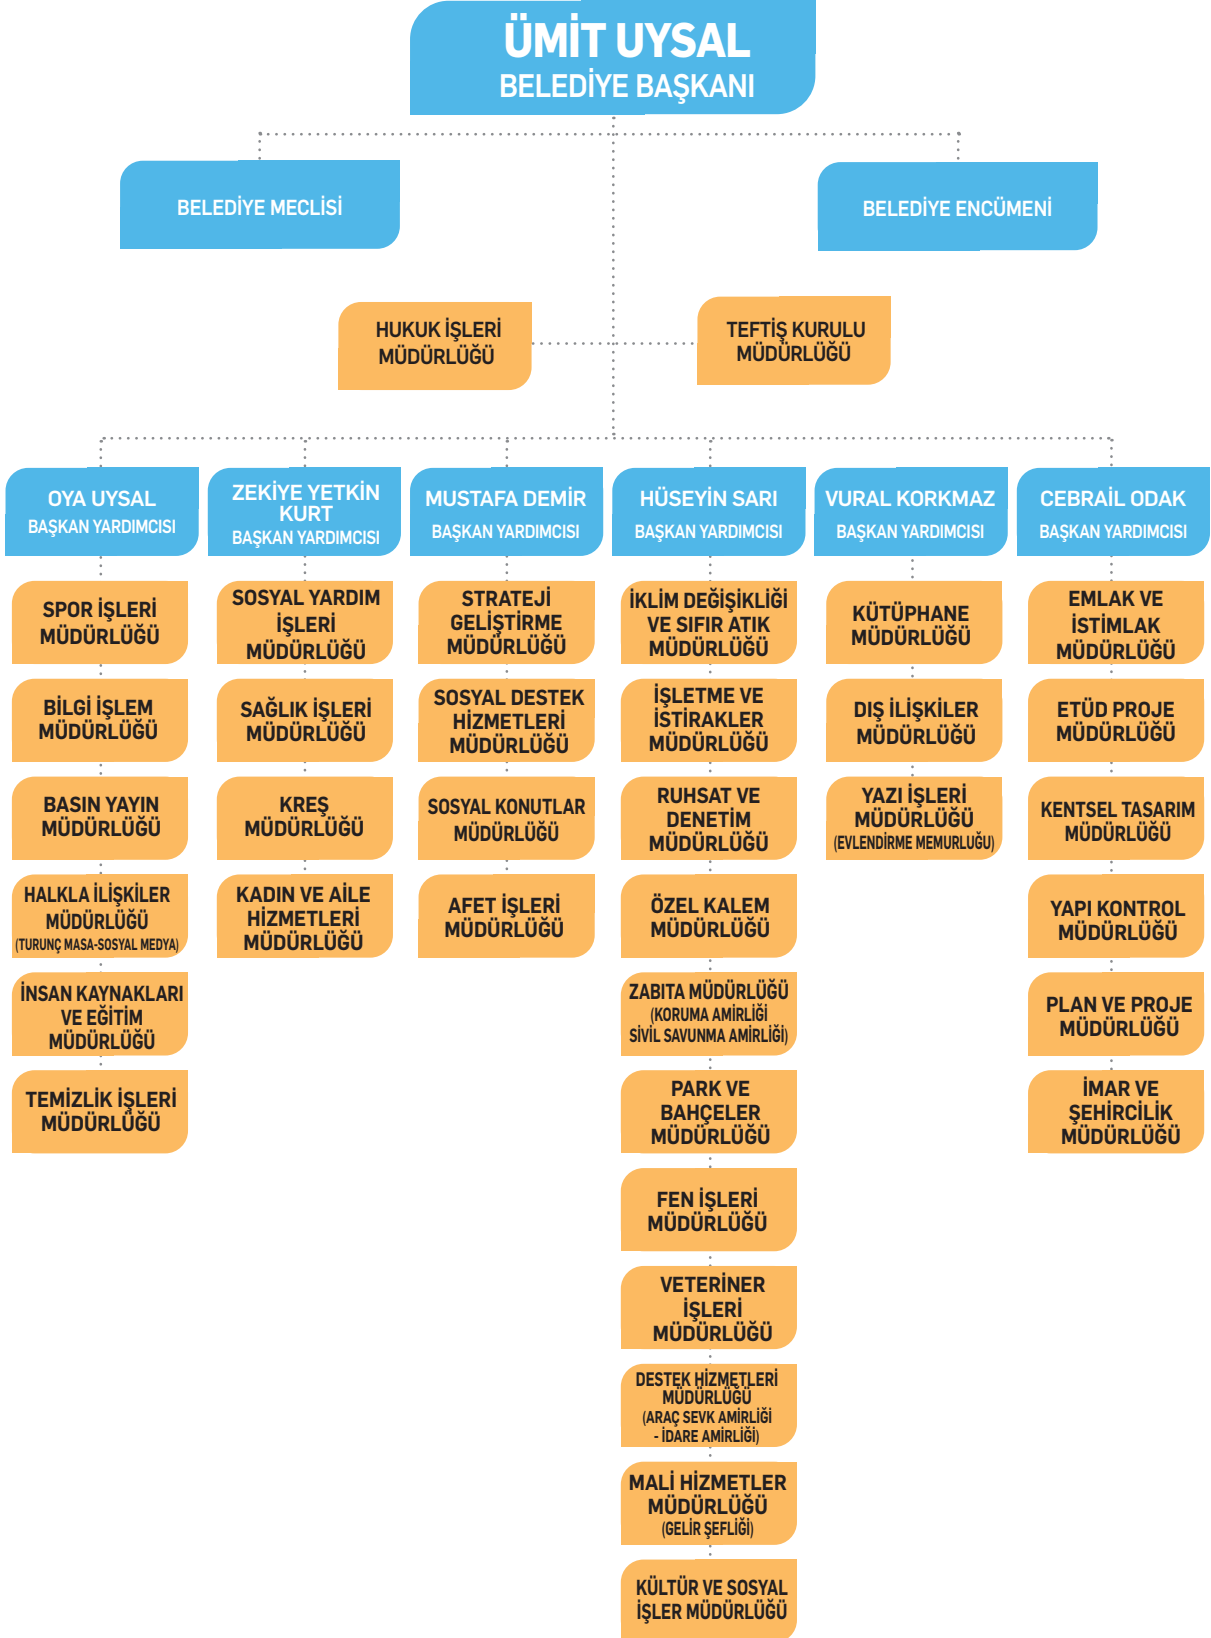 ÜMİT UYSAL
BELEDİYE BAŞKANI
BELEDİYE MECLİSİ
BELEDİYE ENCÜMENİ
HUKUK İŞLERİ
MÜDÜRLÜĞÜ
TEFTİŞ KURULU
MÜDÜRLÜĞÜ
OYA UYSAL
BAŞKAN YARDIMCISI
SPOR İŞLERİ
MÜDÜRLÜĞÜ
BİLGİ İŞLEM
MÜDÜRLÜĞÜ
BASIN YAYIN
MÜDÜRLÜĞÜ
HALKLA İLİŞKİLER
MÜDÜRLÜĞÜ
(TURUNÇ MASA-SOSYAL MEDYA)
İNSAN KAYNAKLARI
VE EĞİTİM
MÜDÜRLÜĞÜ
TEMİZLİK İŞLERİ
MÜDÜRLÜĞÜ
ZEKİYE YETKİN
KURT
BAŞKAN YARDIMCISI
SOSYAL YARDIM
İŞLERİ
MÜDÜRLÜĞÜ
SAĞLIK İŞLERİ
MÜDÜRLÜĞÜ
KREŞ
MÜDÜRLÜĞÜ
KADIN VE AİLE
HİZMETLERİ
MÜDÜRLÜĞÜ
MUSTAFA DEMİR
BAŞKAN YARDIMCISI
STRATEJİ
GELİŞTİRME
MÜDÜRLÜĞÜ
SOSYAL DESTEK
HİZMETLERİ
MÜDÜRLÜĞÜ
SOSYAL KONUTLAR
MÜDÜRLÜĞÜ
AFET İŞLERİ
MÜDÜRLÜĞÜ
HÜSEYİN SARI
BAŞKAN YARDIMCISI
İKLİM DEĞİŞİKLİĞİ
VE SIFIR ATIK
MÜDÜRLÜĞÜ
İŞLETME VE
İSTİRAKLER
MÜDÜRLÜĞÜ
RUHSAT VE
DENETİM
MÜDÜRLÜĞÜ
ÖZEL KALEM
MÜDÜRLÜĞÜ
ZABITA MÜDÜRLÜĞÜ
(KORUMA AMİRLİĞİ
SİVİL SAVUNMA AMİRLİĞİ)
PARK VE
BAHÇELER
MÜDÜRLÜĞÜ
FEN İŞLERİ
MÜDÜRLÜĞÜ
VETERİNER
İŞLERİ
MÜDÜRLÜĞÜ
DESTEK HİZMETLERİ
MÜDÜRLÜĞÜ
(ARAÇ SEVK AMİRLİĞİ
- İDARE AMİRLİĞİ)
MALİ HİZMETLER
MÜDÜRLÜĞÜ
(GELİR ŞEFLİĞİ)
KÜLTÜR VE SOSYAL
İŞLER MÜDÜRLÜĞÜ
VURAL KORKMAZ
BAŞKAN YARDIMCISI
KÜTÜPHANE
MÜDÜRLÜĞÜ
DIŞ İLİŞKİLER
MÜDÜRLÜĞÜ
YAZI İŞLERİ
MÜDÜRLÜĞÜ
(EVLENDİRME MEMURLUĞU)
CEBRAİL ODAK
BAŞKAN YARDIMCISI
EMLAK VE
İSTİMLAK
MÜDÜRLÜĞÜ
ETÜD PROJE
MÜDÜRLÜĞÜ
KENTSEL TASARIM
MÜDÜRLÜĞÜ
YAPI KONTROL
MÜDÜRLÜĞÜ
PLAN VE PROJE
MÜDÜRLÜĞÜ
İMAR VE
ŞEHİRCİLİK
MÜDÜRLÜĞÜ